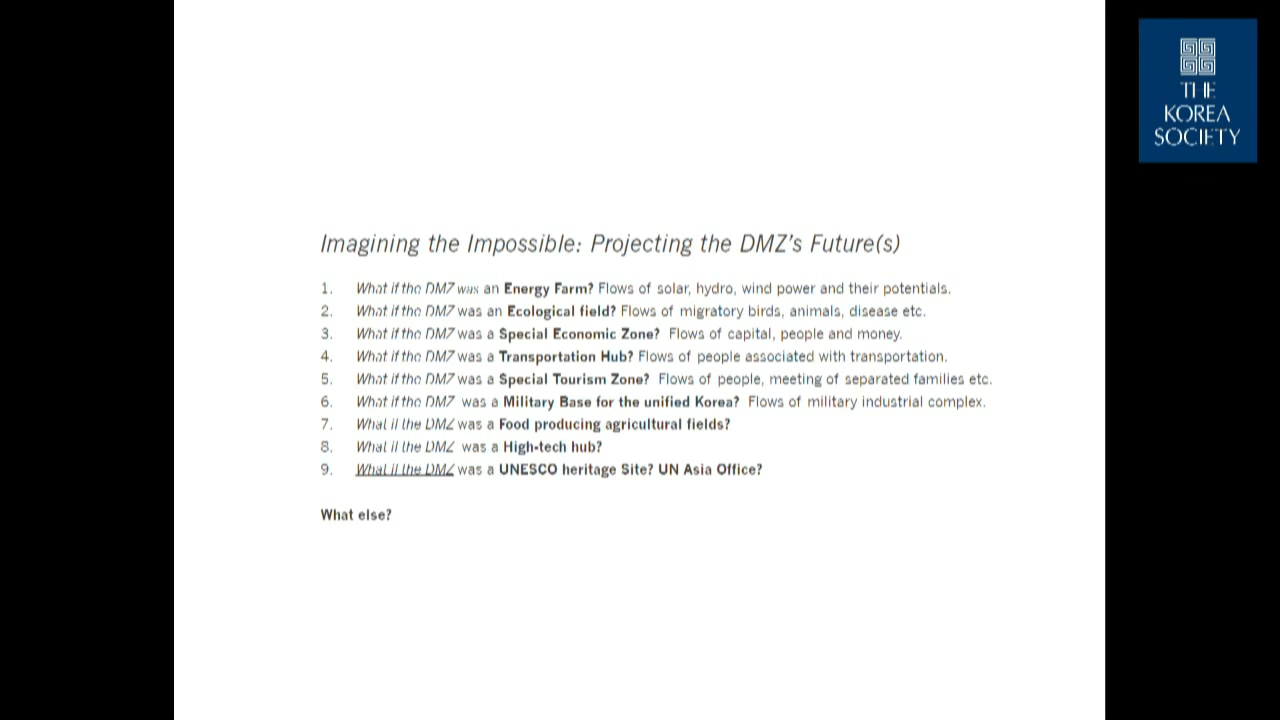 Imagining the Impossible: Projecting the DMZ's Future(s)
1. What if the DMZ was an Energy Farm? Flows of solar, hydro, wind power and their potentials.
2. What if the DMZ was an Ecological field? Flows of migratory birds, animals, disease etc.
3. What if the DMZ was a Special Economic Zone? Flows of capital, people and money.
4. What if the DMZ was a Transportation Hub? Flows of people associated with transportation.
5. What if the DMZ was a Special Tourism Zone? Flows of people, meeting of separated families etc.
6. What if the DMZ was a Military Base for the unified Korea? Flows of military industrial complex.
7. What if the DMZ was a Food producing agricultural fields?
8. What if the DMZ was a High-tech hub?
9. What if the DMZ was a UNESCO heritage Site? UN Asia Office?
What else?
THE
KOREA
SOCIETY